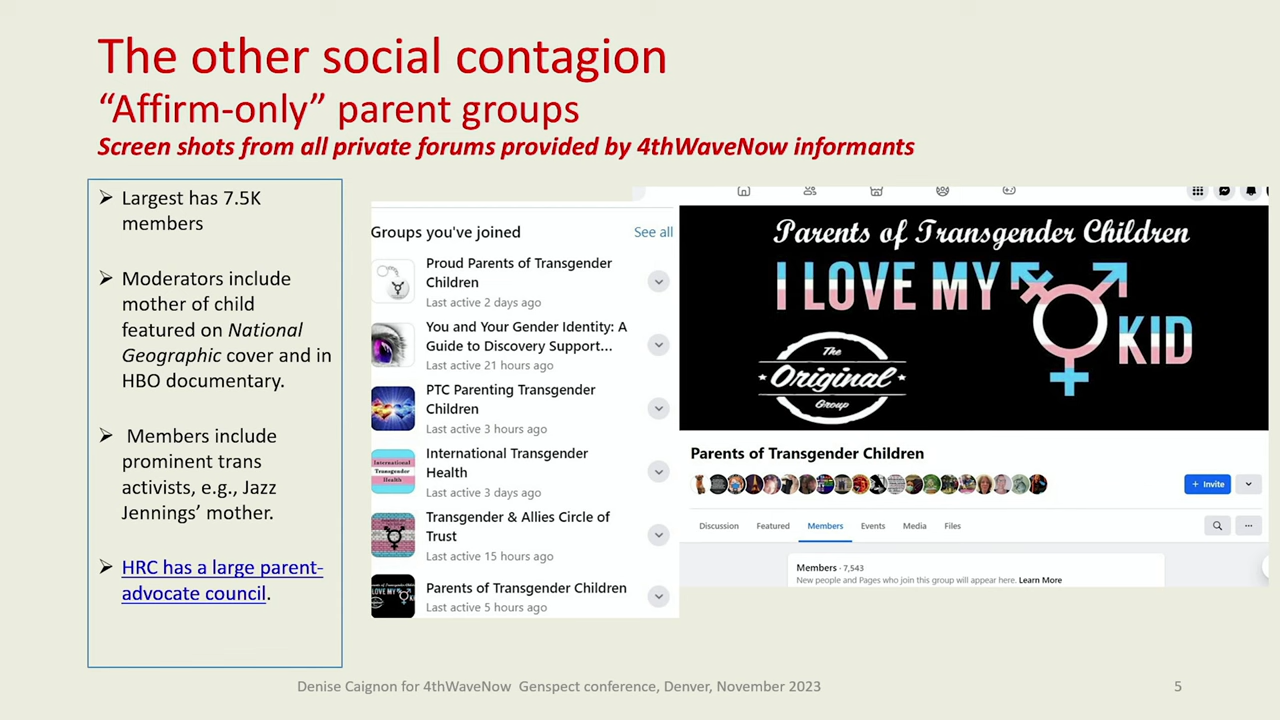 The other social contagion
“Affirm-only” parent groups
Screen shots from all private forums provided by 4thWaveNow informants
Largest has 7.5K
members
Moderators include
mother of child
featured on National
Geographic cover and in
HBO documentary.
Members include
prominent trans
activists, e.g., Jazz
Jennings’ mother.
HRC has a large parent-
advocate council.
Groups you've joined
See all
Proud Parents of Transgender
Children
Last active 2 days ago
You and Your Gender Identity: A
Guide to Discovery Support...
Last active 21 hours ago
PTC Parenting Transgender
Children
Last active 3 hours ago
International
Transgender
Health
International Transgender
Health
Last active 3 days ago
Transgender & Allies Circle of
Trust
Last active 15 hours ago
I LOVE MY
Parents of Transgender Children
Last active 5 hours ago
Parents of Transgender Children
I LOVE MY
KID
The
Original
Group
Parents of Transgender Children
+ Invite
Discussion Featured Members Events Media Files
Members · 7,543
New people and Pages who join this group will appear here. Learn More
Denise Caignon for 4thWaveNow Genspect conference, Denver, November 2023
5